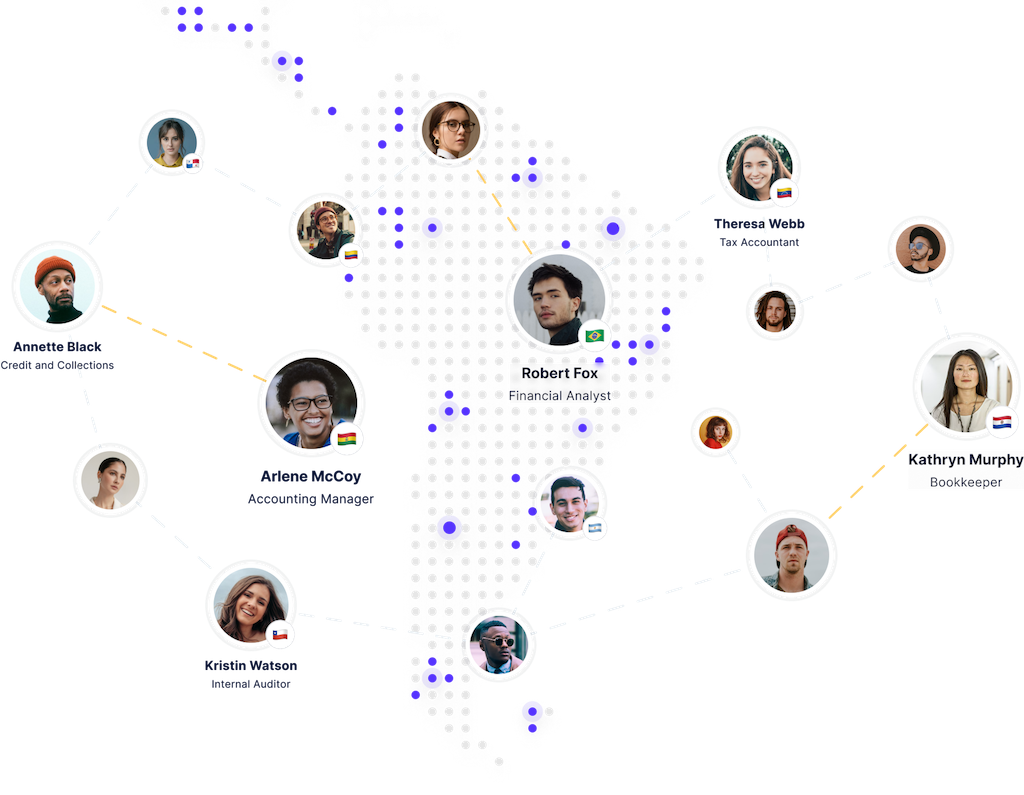 Theresa Webb
Tax Accountant
Annette Black
Credit and Collections
Robert Fox
Financial Analyst
Kathryn Murphy
Bookkeeper
Arlene McCoy
Accounting Manager
Kristin Watson
Internal Auditor